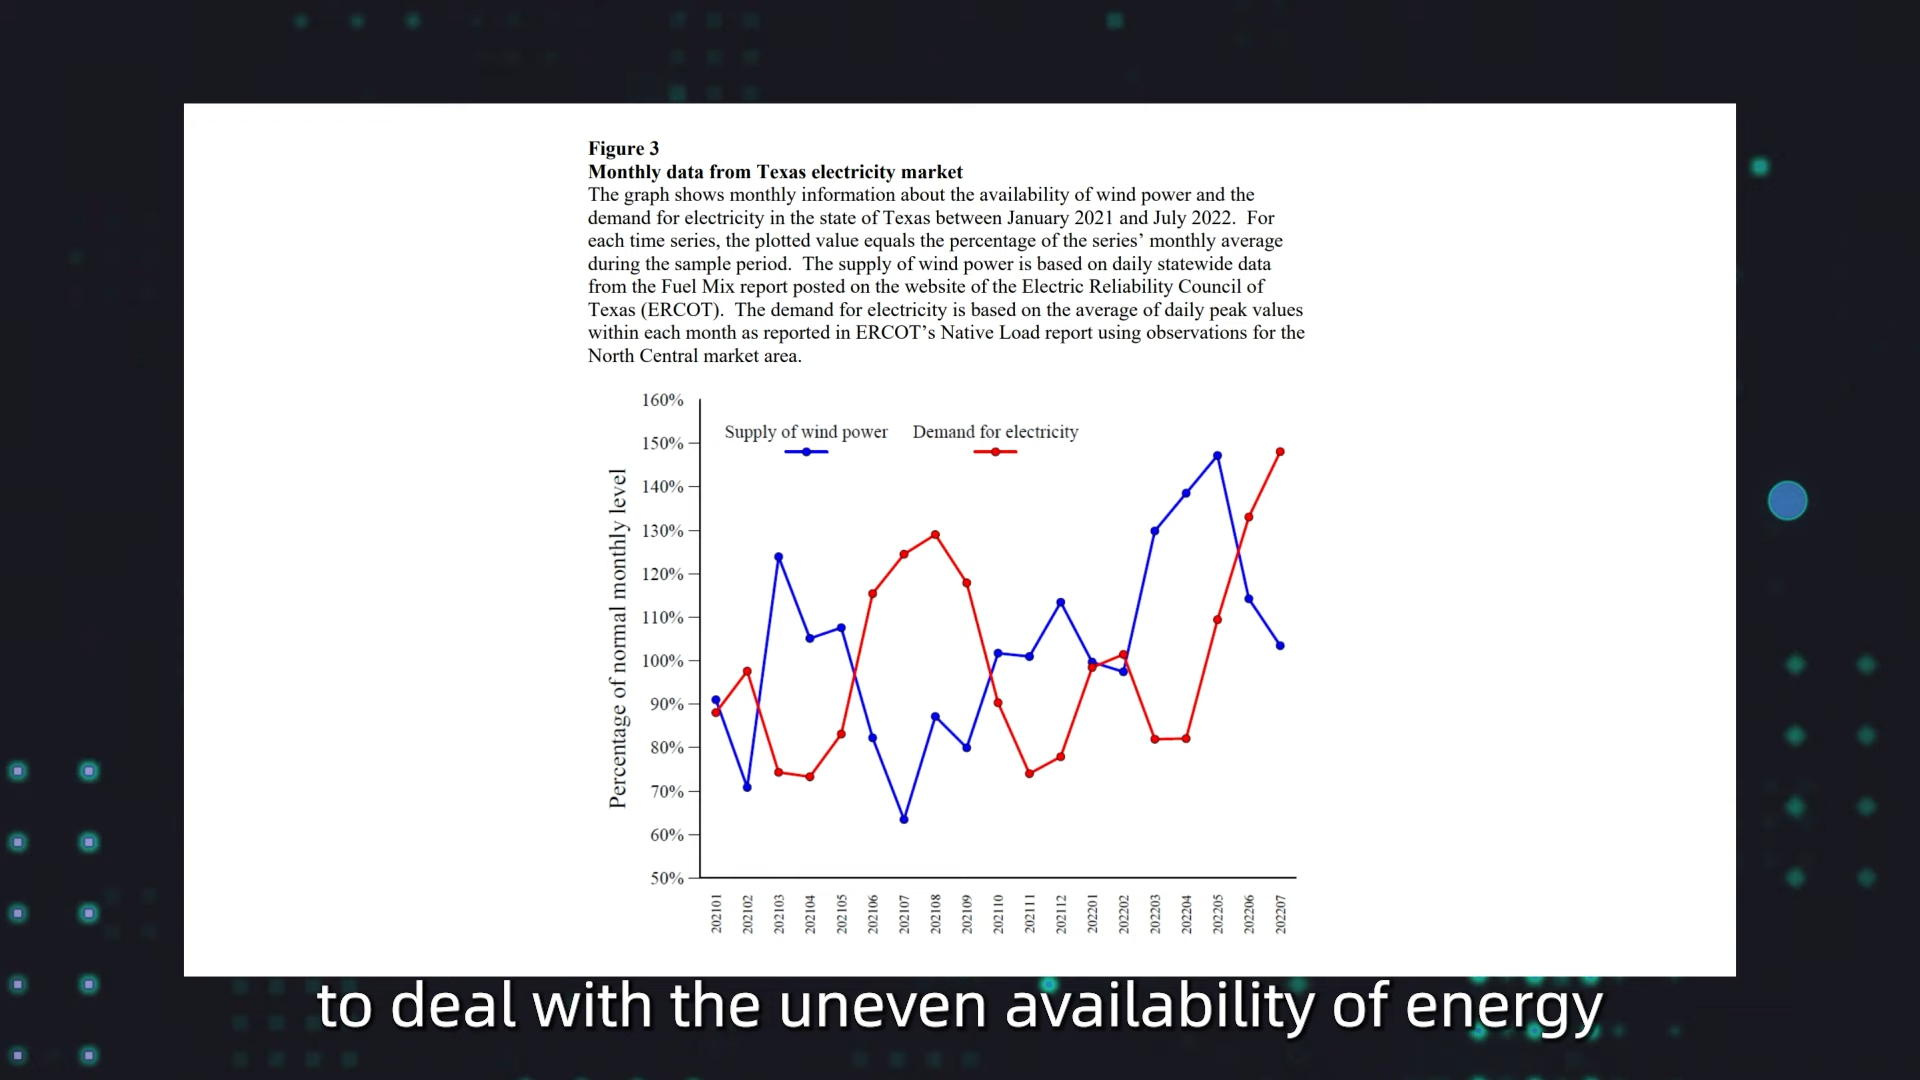 Figure 3
Monthly data from Texas electricity market
The graph shows monthly information about the availability of wind power and the
demand for electricity in the state of Texas between January 2021 and July 2022.  For
each time series, the plotted value equals the percentage of the series’ monthly average
during the sample period.  The supply of wind power is based on daily statewide data
from the Fuel Mix report posted on the website of the Electric Reliability Council of
Texas (ERCOT).  The demand for electricity is based on the average of daily peak values
within each month as reported in ERCOT’s Native Load report using observations for the
North Central market area.
Supply of wind power
Demand for electricity
Percentage of normal monthly level
160%
150%
140%
130%
120%
110%
100%
90%
80%
70%
60%
50%
202101
202102
202103
202104
202105
202106
202107
202108
202109
202110
202111
202112
202201
202202
202203
202204
202205
202206
202207
to deal with the uneven availability of energy